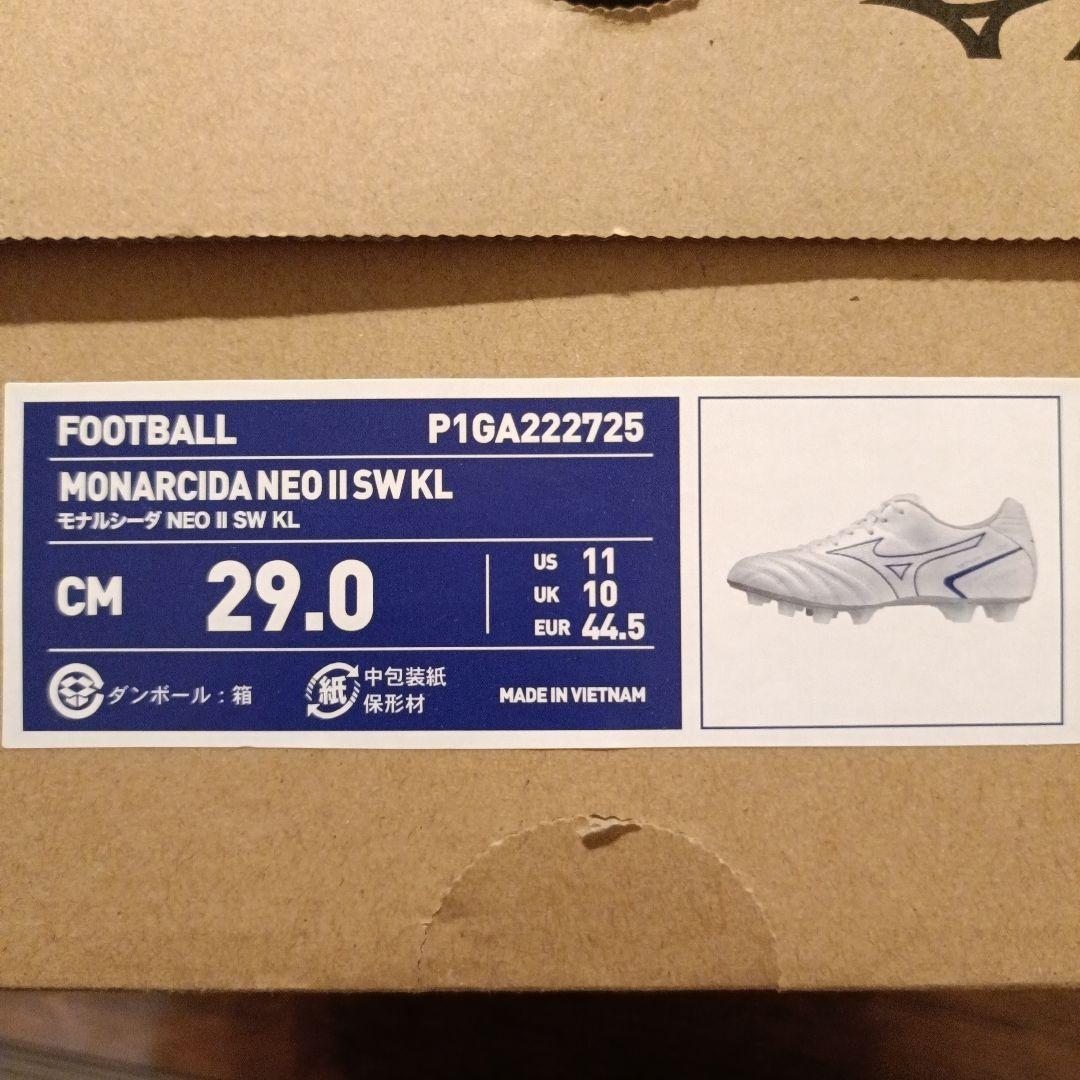 FOOTBALL P1GA222725
MONARCIDA NEO II SW KL
モナルシーダ NEO II SW KL
CM 29.0
US 11
UK 10
EUR 44.5
ダンボール：箱
紙 中包装紙
保形材
MADE IN VIETNAM